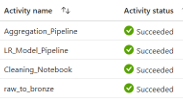 Activity name Activity status
Aggregation_Pipeline Succeeded
LR_Model_Pipeline Succeeded
Cleaning_Notebook Succeeded
raw_to_bronze Succeeded